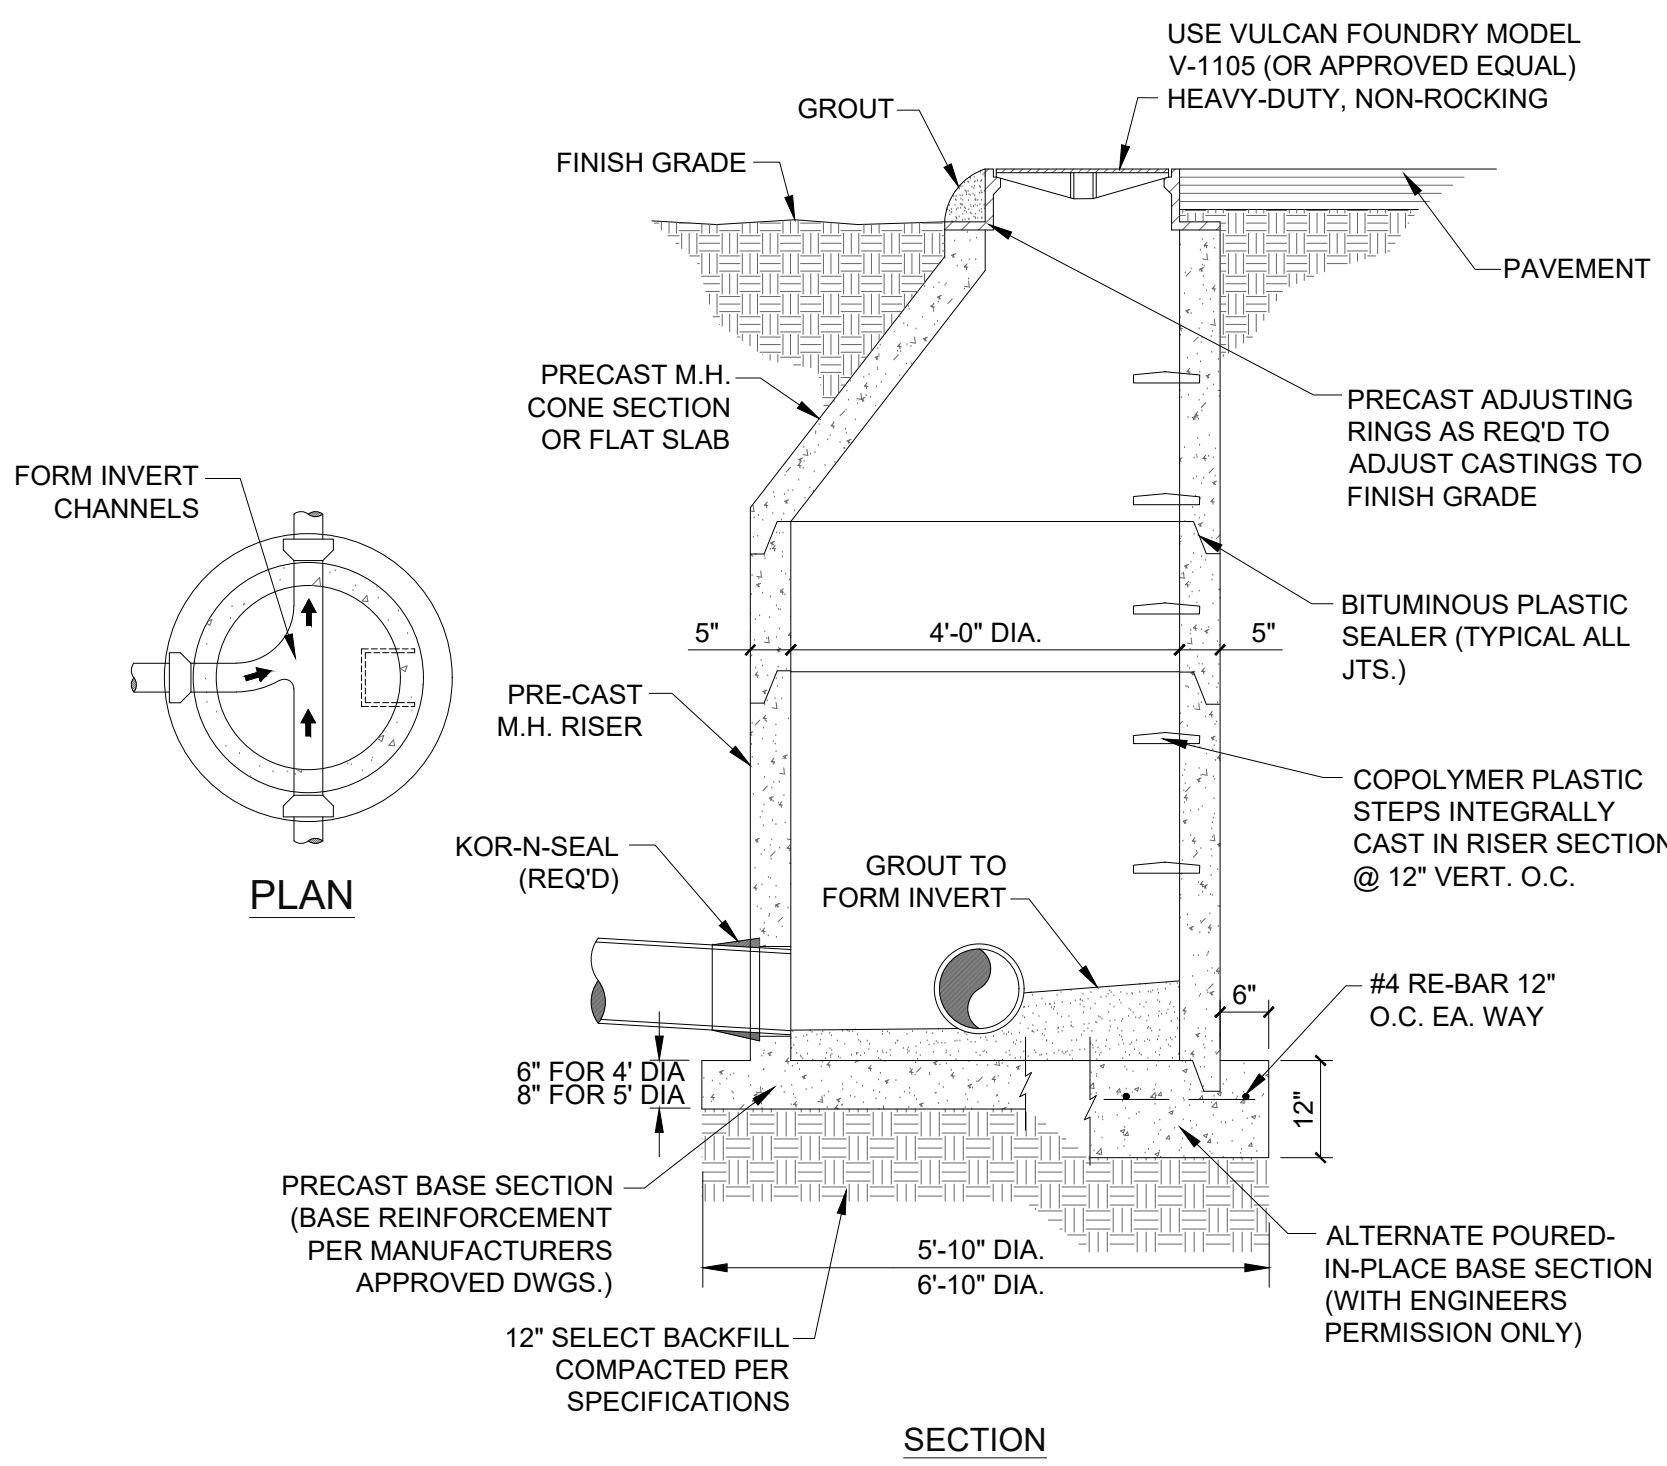 USE VULCAN FOUNDRY MODEL
V-1105 (OR APPROVED EQUAL)
HEAVY-DUTY, NON-ROCKING
GROUT
FINISH GRADE
PAVEMENT
PRECAST M.H.
CONE SECTION
OR FLAT SLAB
PRECAST ADJUSTING
RINGS AS REQ'D TO
ADJUST CASTINGS TO
FINISH GRADE
FORM INVERT
CHANNELS
BITUMINOUS PLASTIC
SEALER (TYPICAL ALL
JTS.)
5"
4'-0" DIA.
5"
PRE-CAST
M.H. RISER
COPOLYMER PLASTIC
STEPS INTEGRALLY
CAST IN RISER SECTION
@ 12" VERT. O.C.
KOR-N-SEAL
(REQ'D)
GROUT TO
FORM INVERT
PLAN
#4 RE-BAR 12"
O.C. EA. WAY
6"
6" FOR 4' DIA
8" FOR 5' DIA
12"
PRECAST BASE SECTION
(BASE REINFORCEMENT
PER MANUFACTURERS
APPROVED DWGS.)
5'-10" DIA.
6'-10" DIA.
ALTERNATE POURED-
IN-PLACE BASE SECTION
(WITH ENGINEERS
PERMISSION ONLY)
12" SELECT BACKFILL
COMPACTED PER
SPECIFICATIONS
SECTION